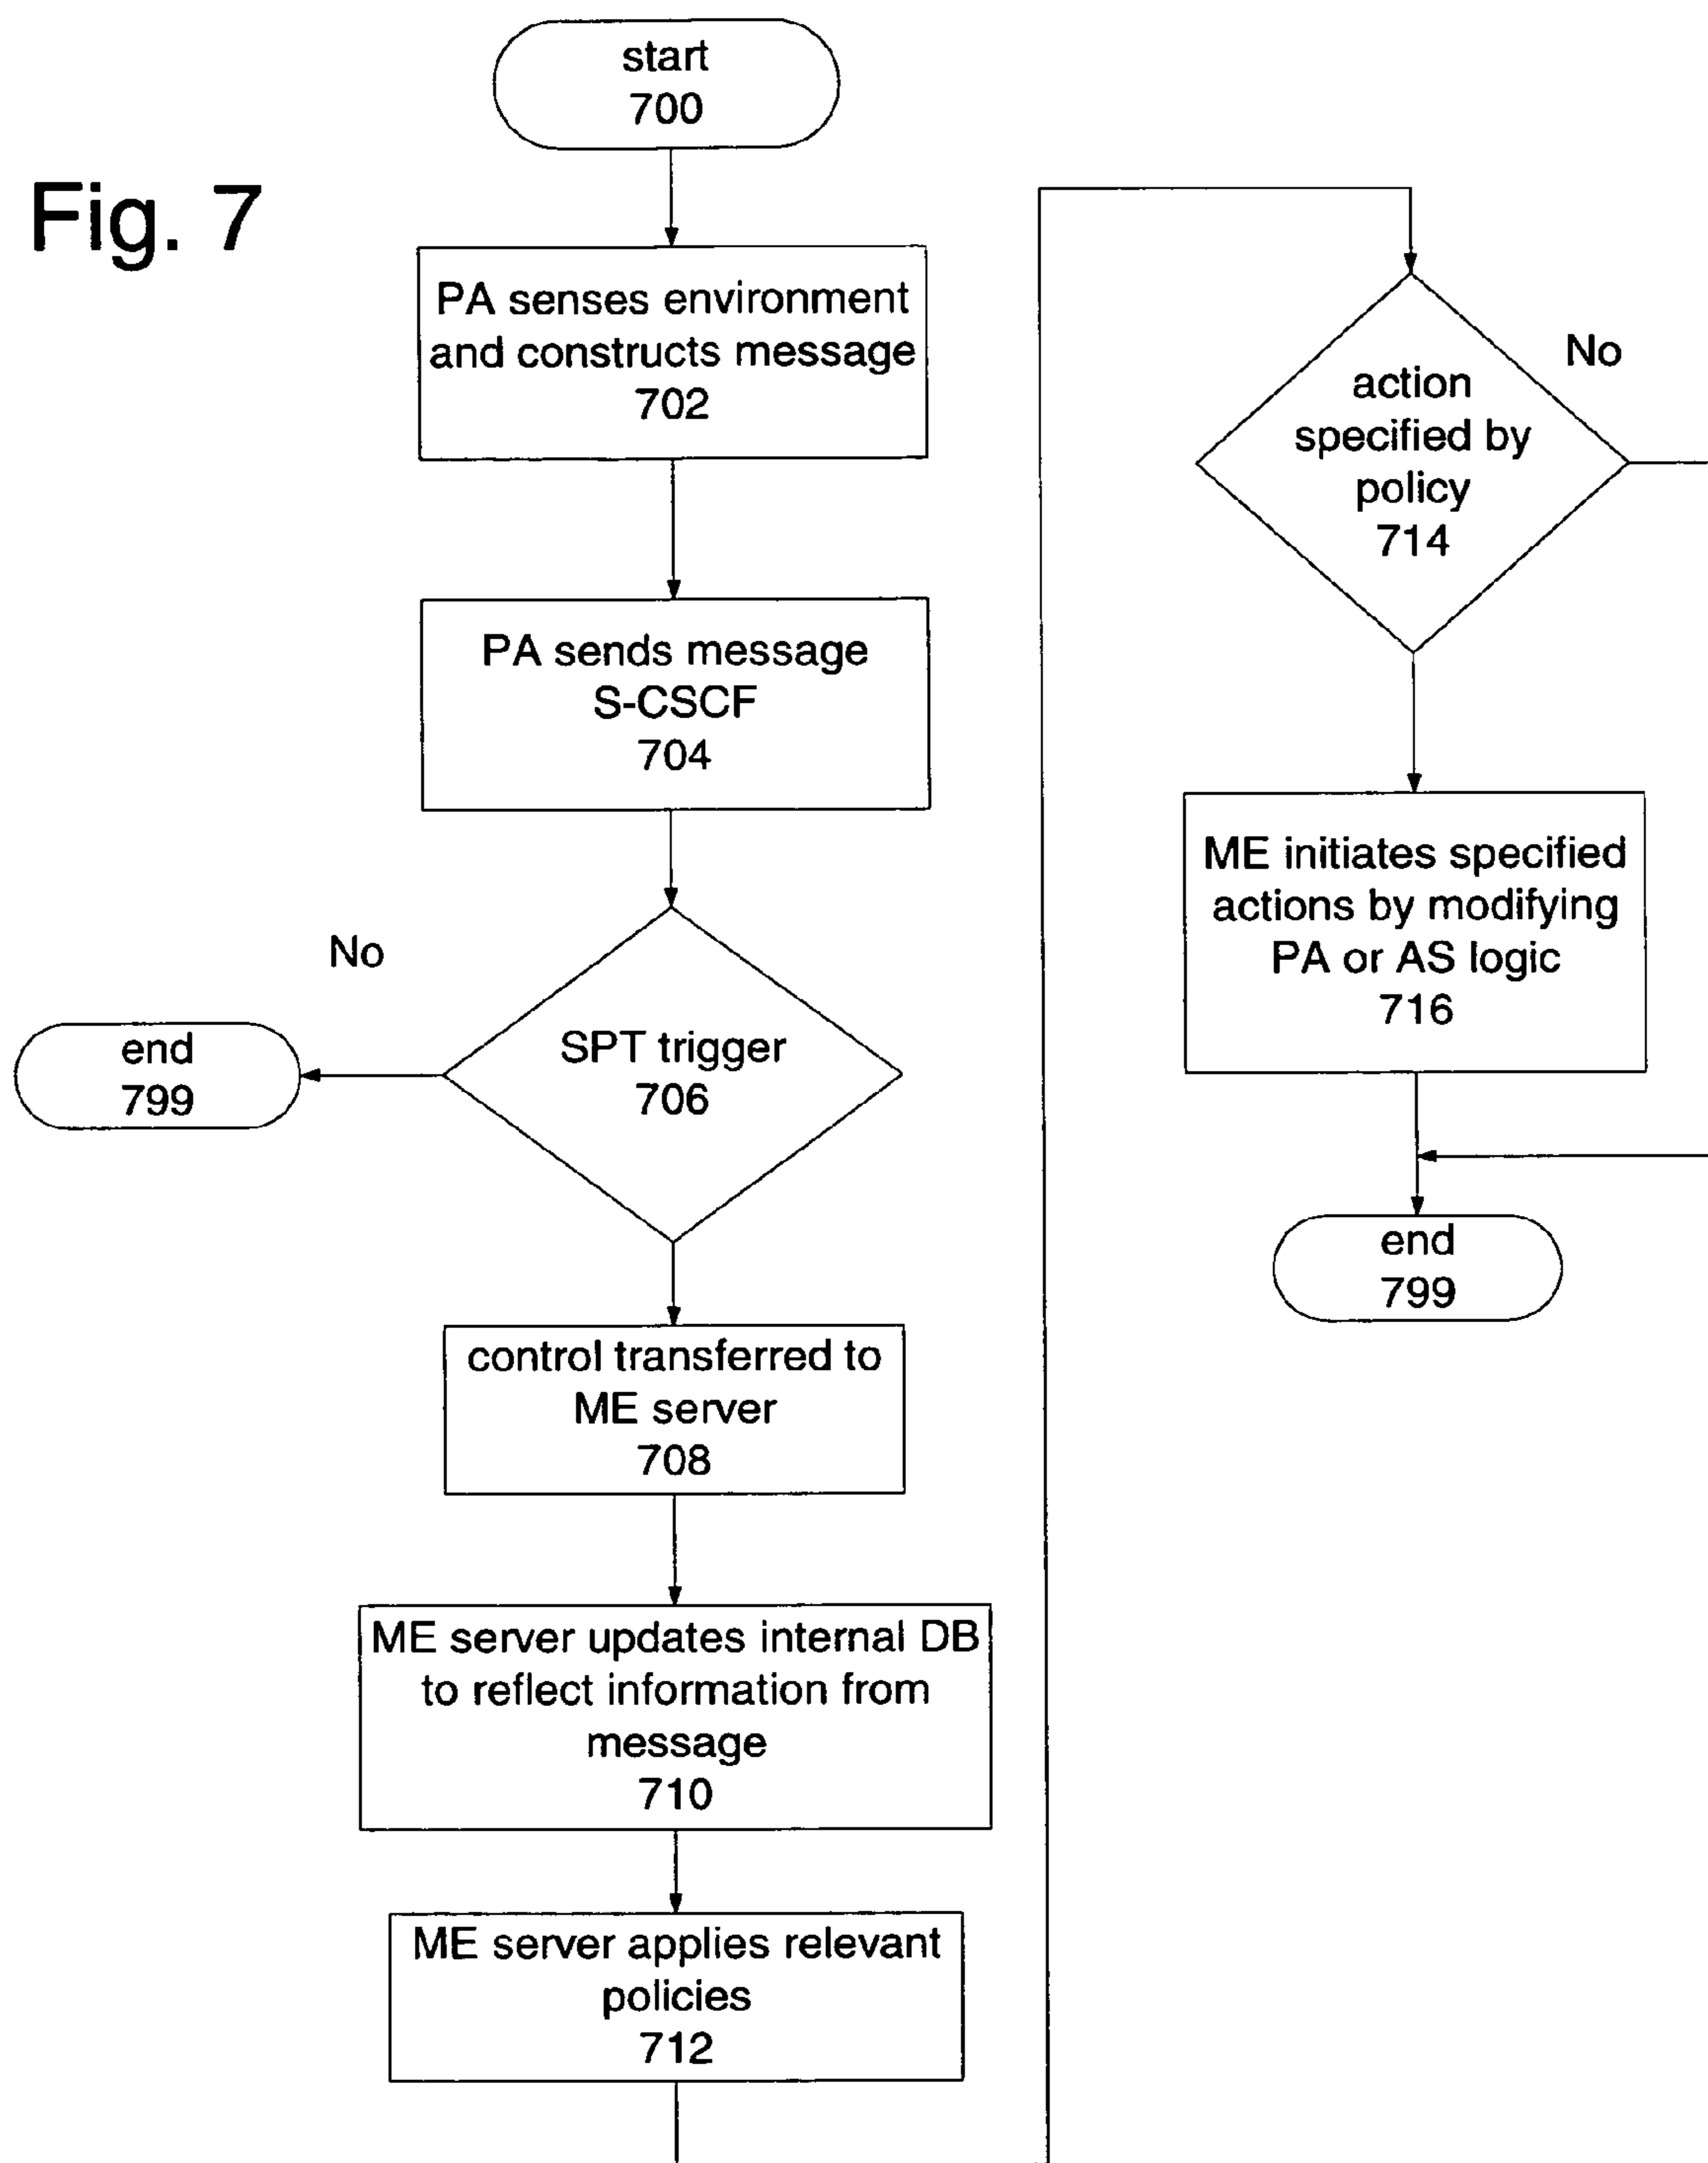 Fig. 7
start
700
PA senses environment
and constructs message
702
PA sends message
S-CSCF
704
No
SPT trigger
706
end
799
control transferred to
ME server
708
ME server updates internal DB
to reflect information from
message
710
ME server applies relevant
policies
712
No
action
specified by
policy
714
ME initiates specified
actions by modifying
PA or AS logic
716
end
799